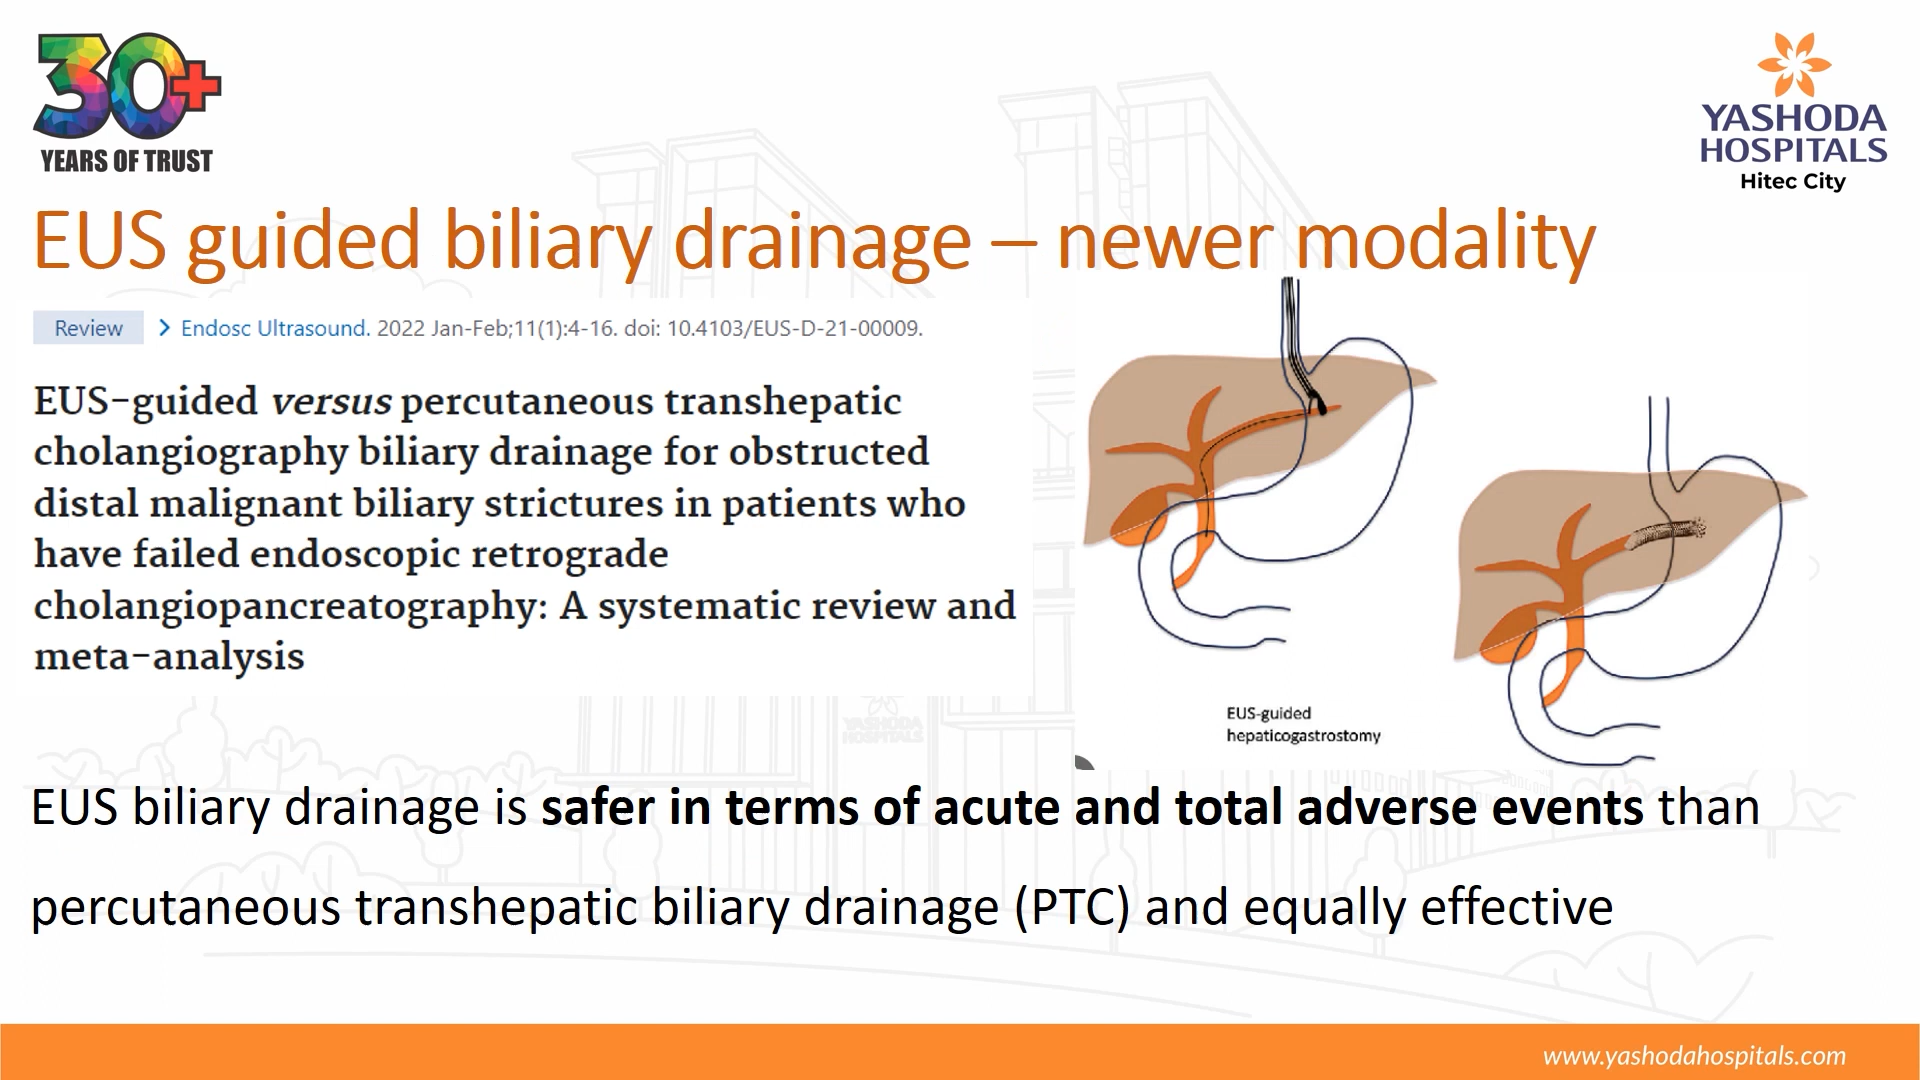 30+
YEARS OF TRUST
YASHODA
HOSPITALS
Hitec City
EUS guided biliary drainage – newer modality
Review > Endosc Ultrasound. 2022 Jan-Feb;11(1):4-16. doi: 10.4103/EUS-D-21-00009.
EUS-guided versus percutaneous transhepatic
cholangiography biliary drainage for obstructed
distal malignant biliary strictures in patients who
have failed endoscopic retrograde
cholangiopancreatography: A systematic review and
meta-analysis
EUS-guided
hepaticogastrostomy
YASHODA
HOSPITALS
EUS biliary drainage is safer in terms of acute and total adverse events than
percutaneous transhepatic biliary drainage (PTC) and equally effective
www.yashodahospitals.com